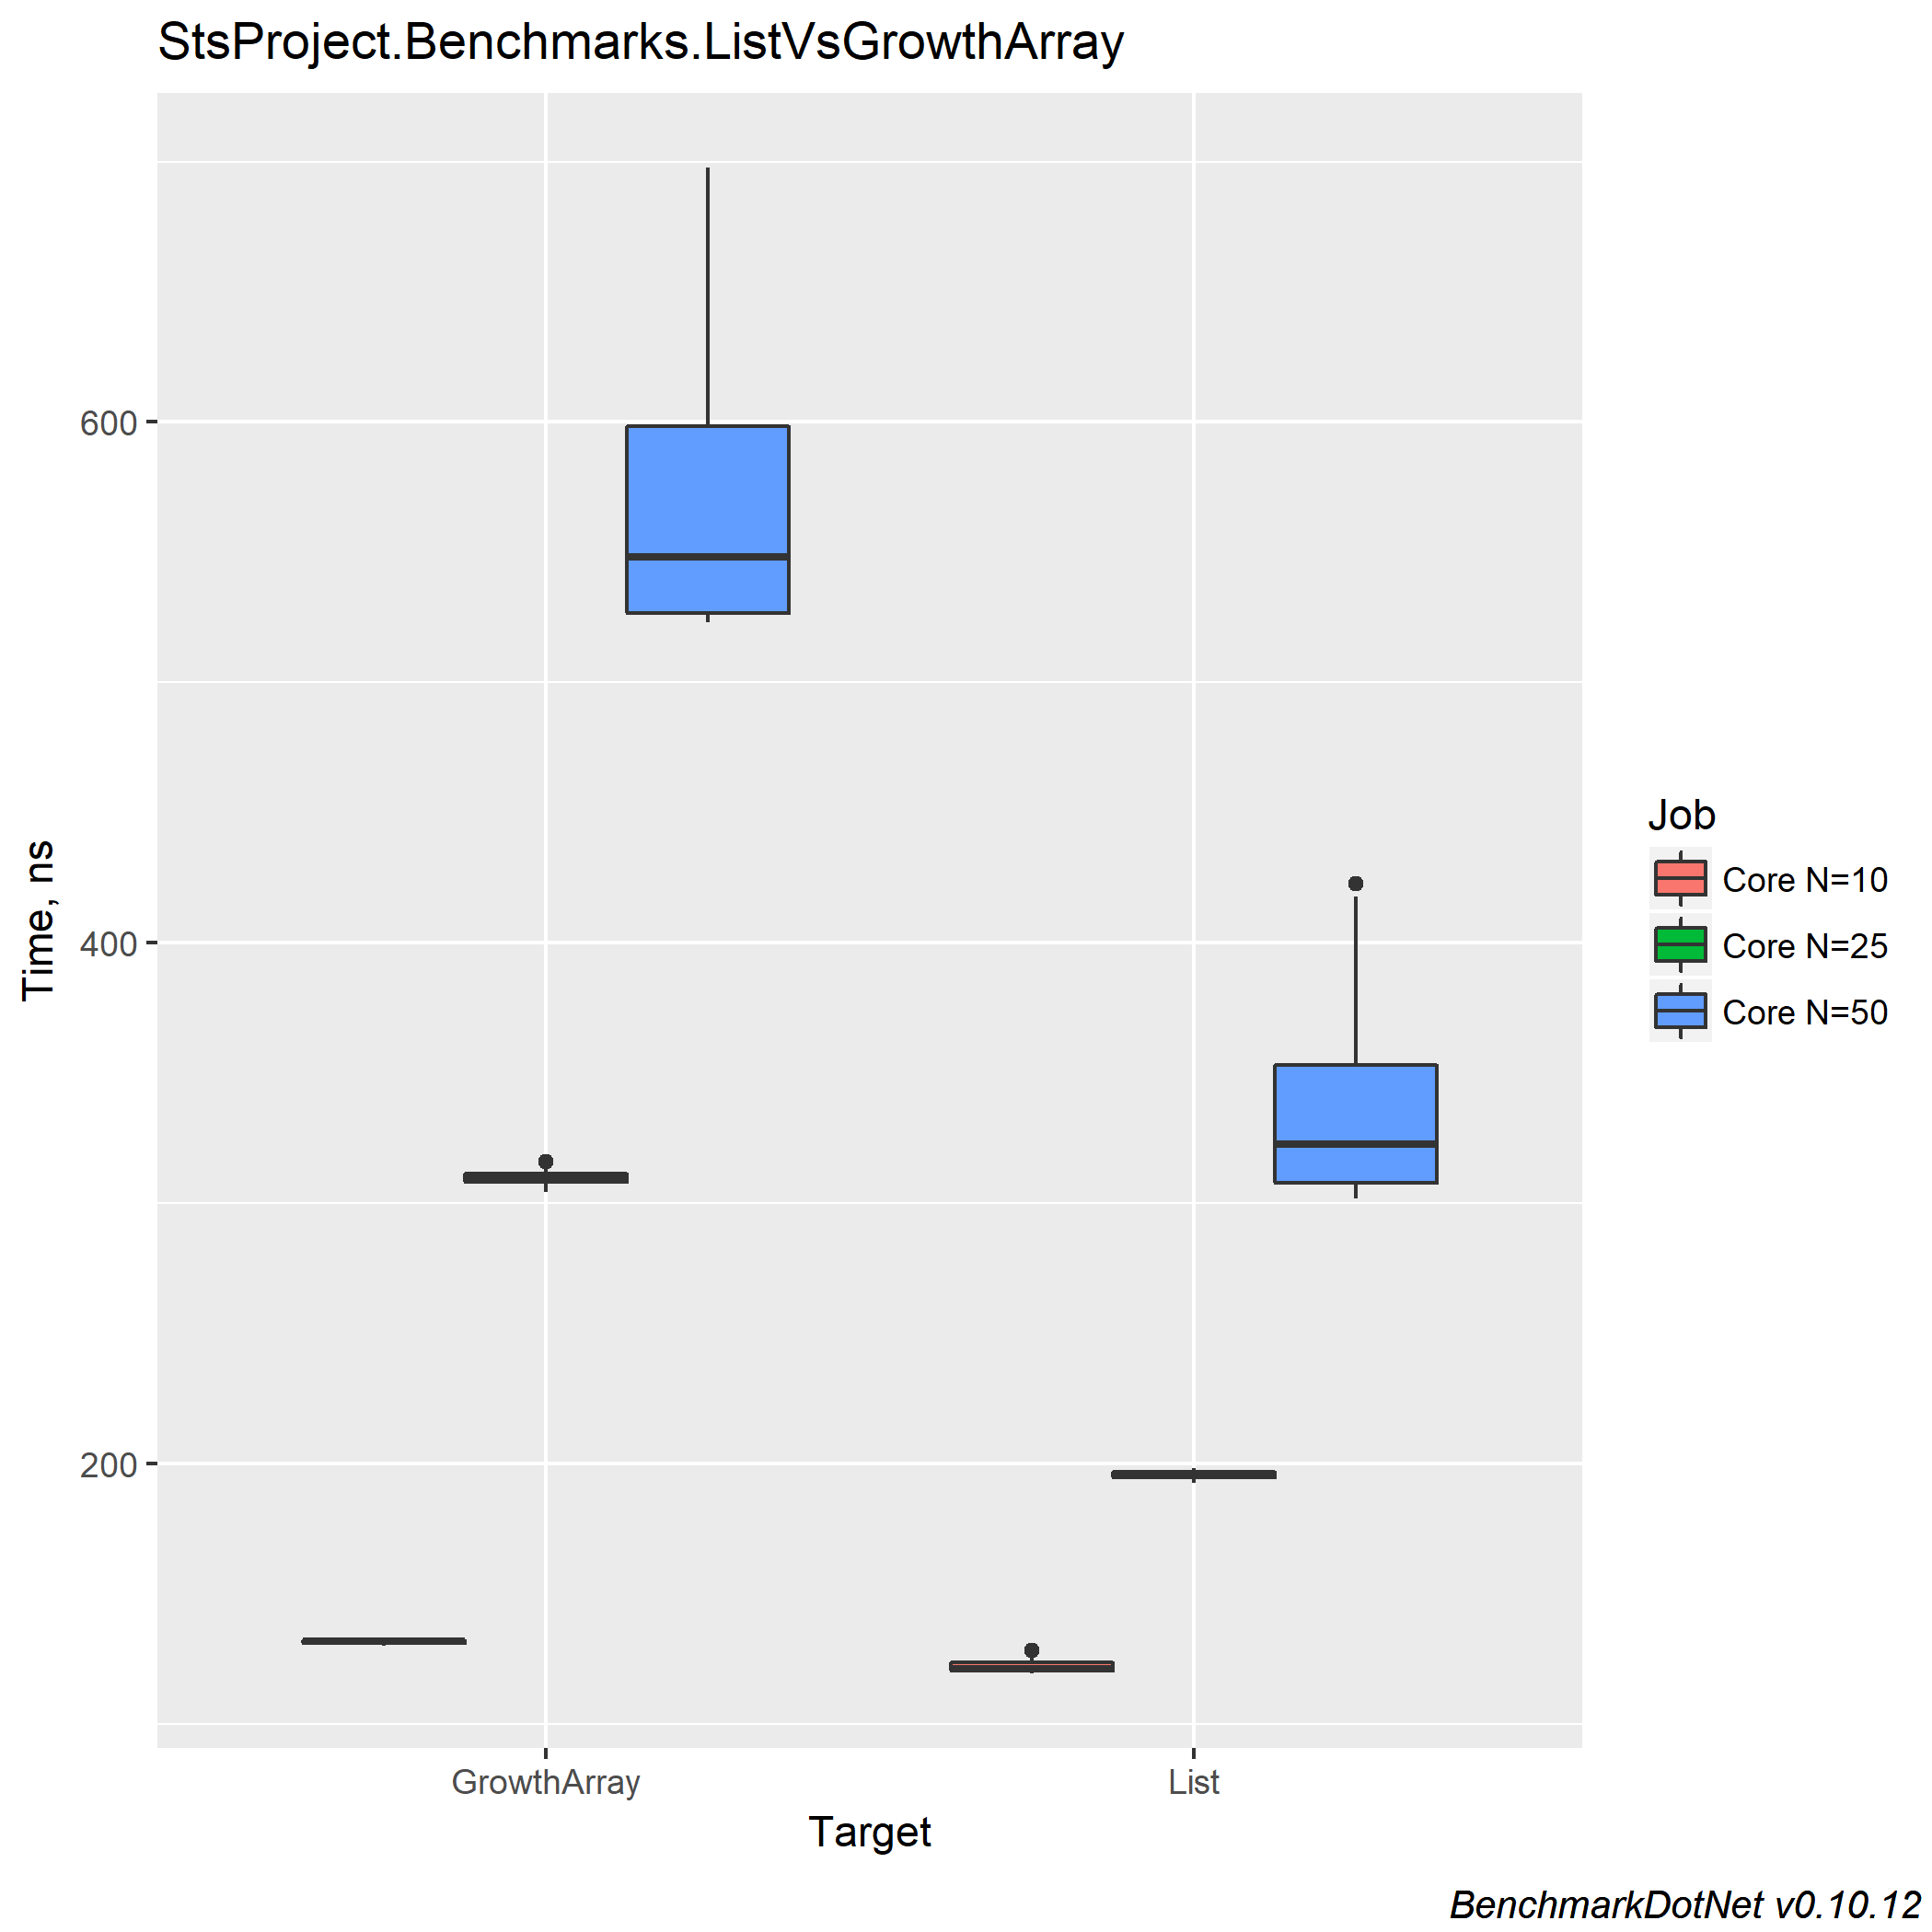 StsProject.Benchmarks.ListVsGrowthArray
Time, ns
600
400
200
GrowthArray
List
Target
Job
Core N=10
Core N=25
Core N=50
BenchmarkDotNet v0.10.12